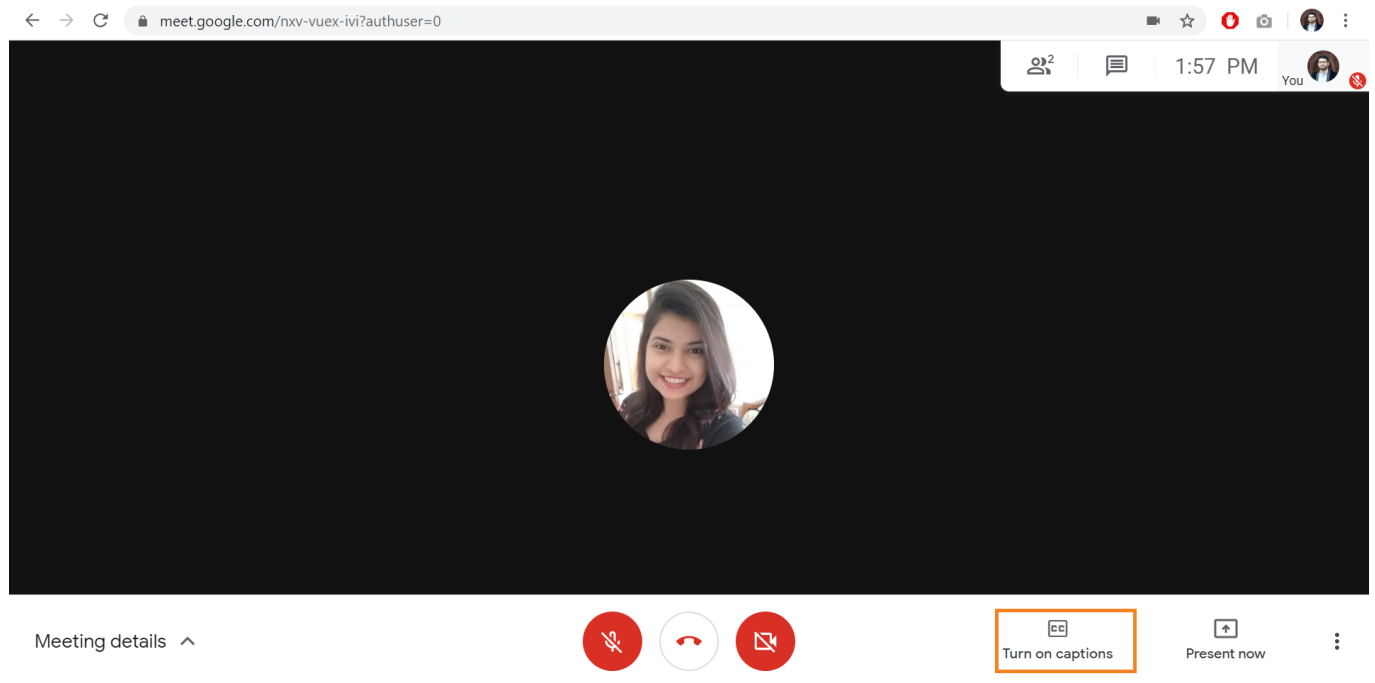 meet.google.com/nxv-vuex-ivi?authuser=0
2
1:57 PM
You
Meeting details
CC
Turn on captions
Present now